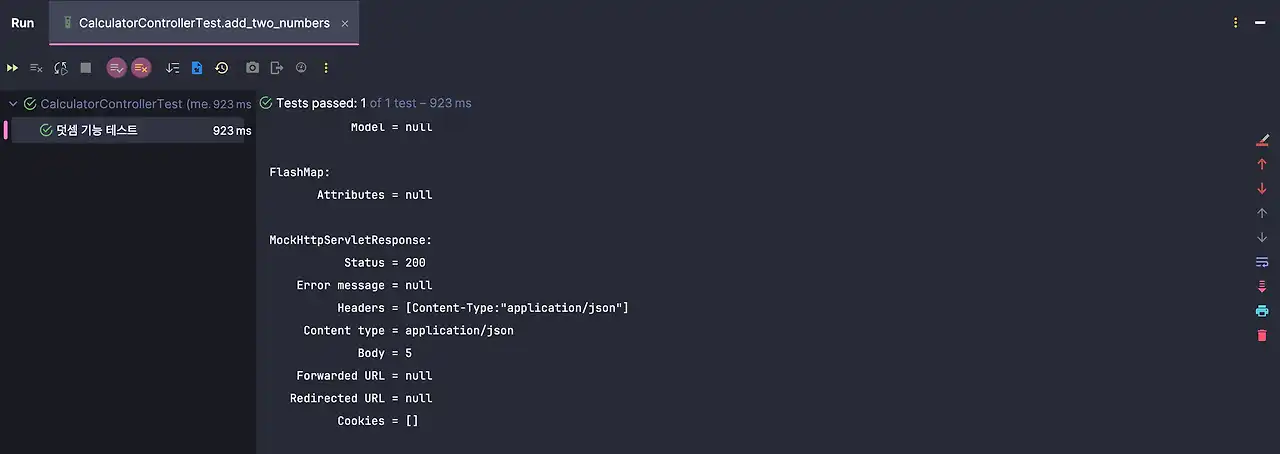 Run CalculatorControllerTest.add_two_numbers
CalculatorControllerTest (me. 923 ms
덧셈 기능 테스트 923 ms
Tests passed: 1 of 1 test – 923 ms
Model = null
FlashMap:
Attributes = null
MockHttpServletResponse:
Status = 200
Error message = null
Headers = [Content-Type:"application/json"]
Content type = application/json
Body = 5
Forwarded URL = null
Redirected URL = null
Cookies = []